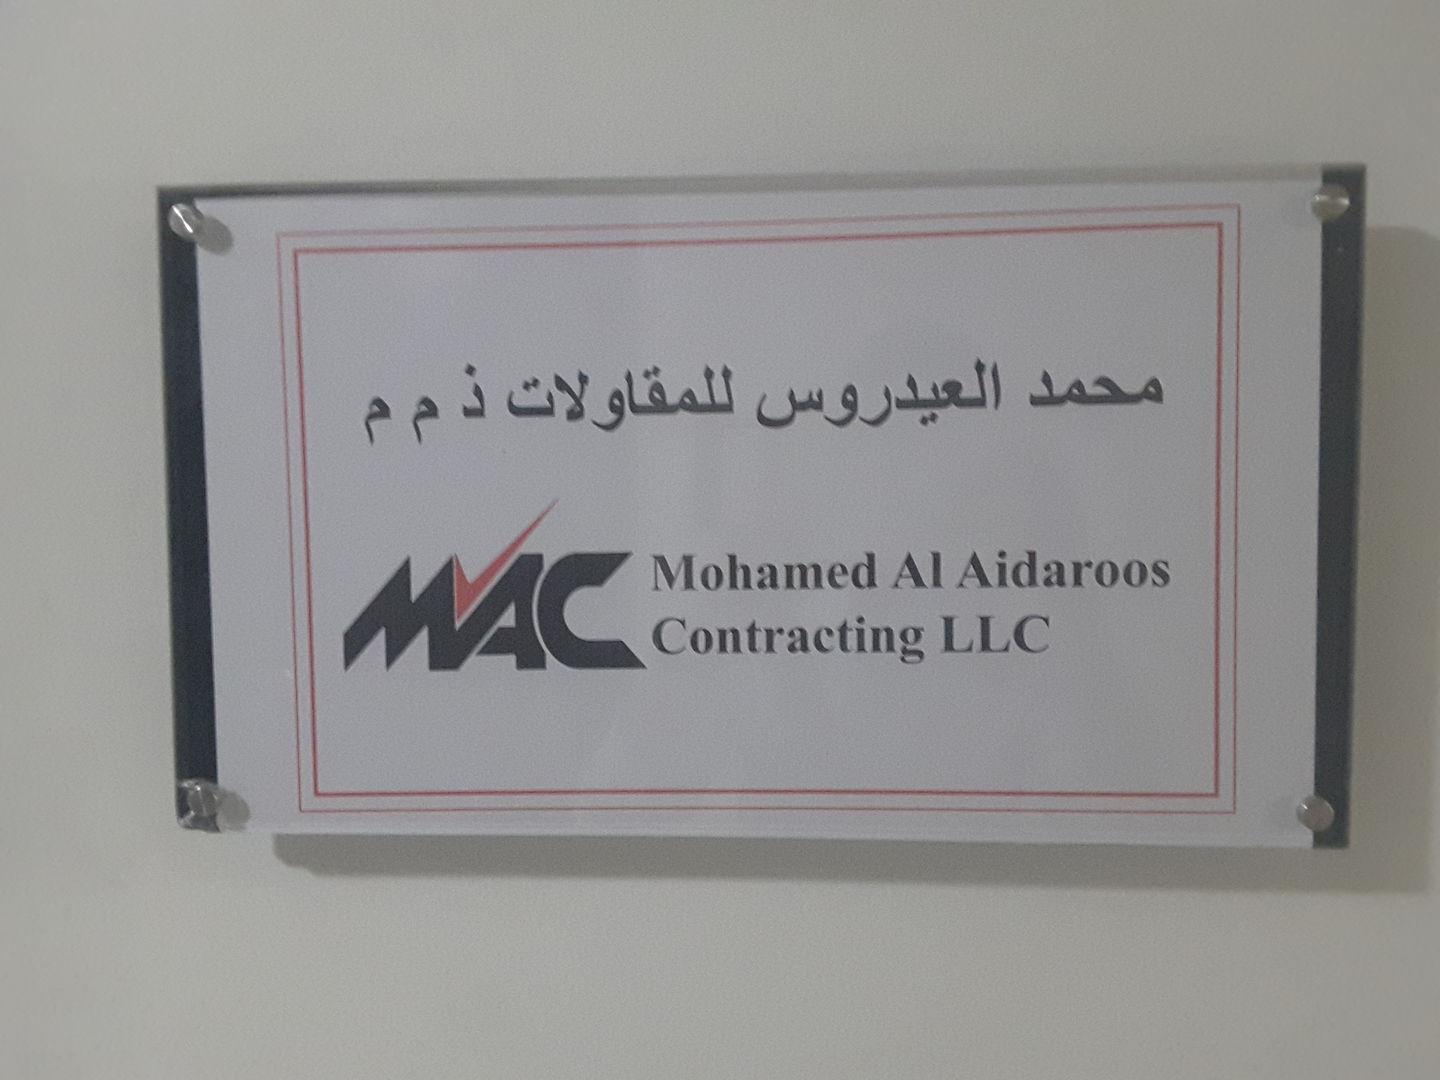 محمد العيدروس للمقاولات ذ م م
MAC
Mohamed Al Aidaroos
Contracting LLC